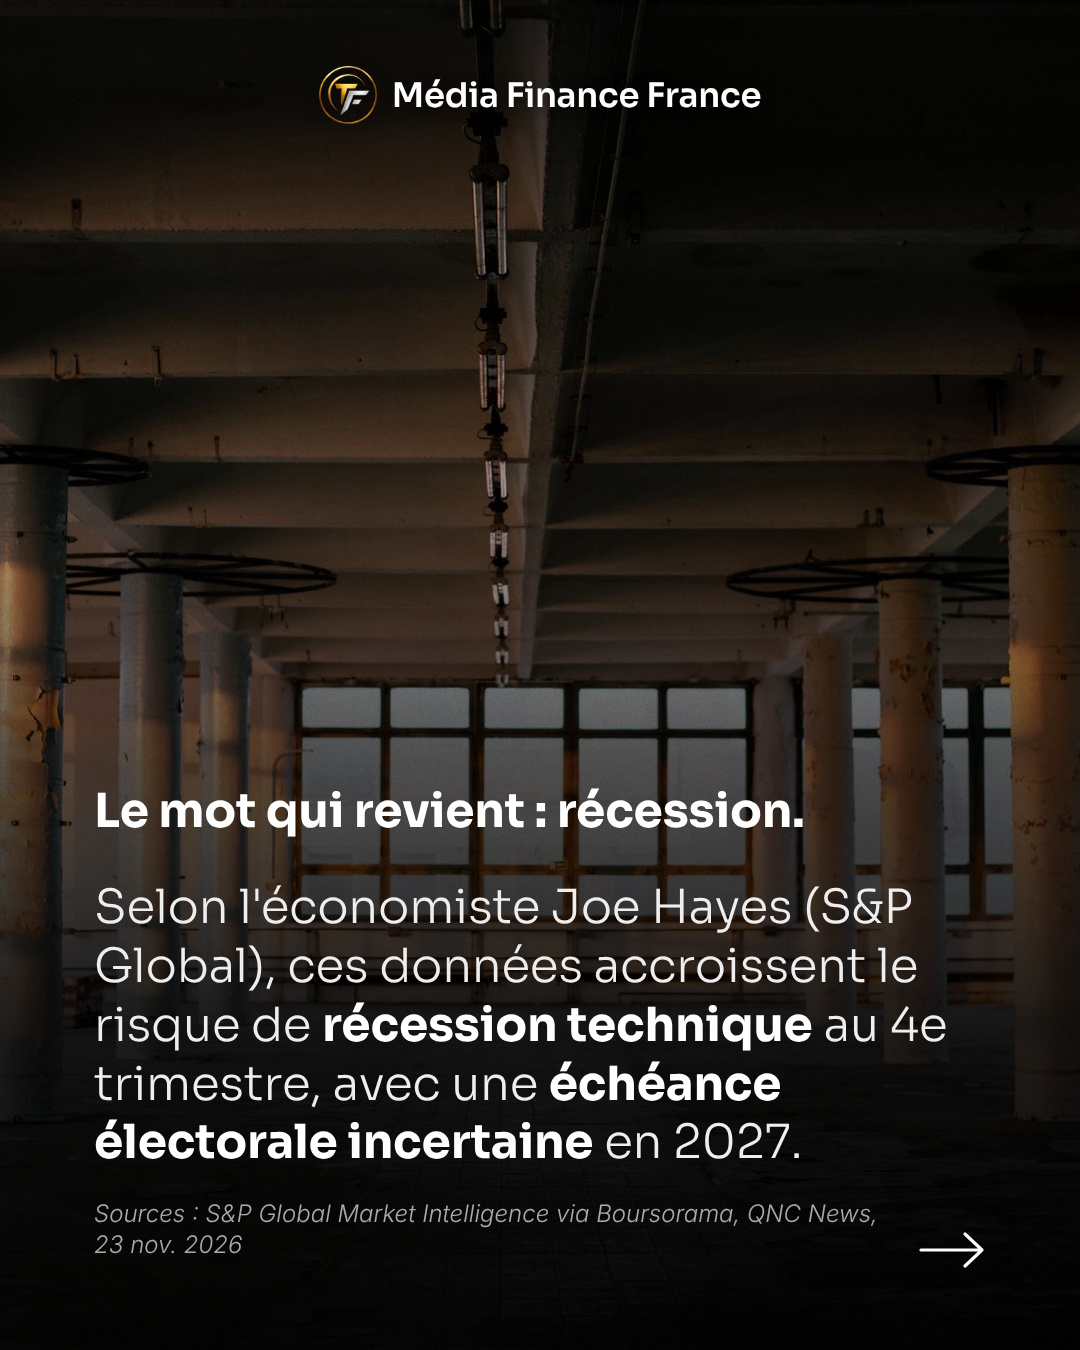 Média Finance France
Le mot qui revient : récession.
Selon l'économiste Joe Hayes (S&P
Global), ces données accroissent le
risque de récession technique au 4e
trimestre, avec une échéance
électorale incertaine en 2027.
Sources : S&P Global Market Intelligence via Boursorama, QNC News,
23 nov. 2026